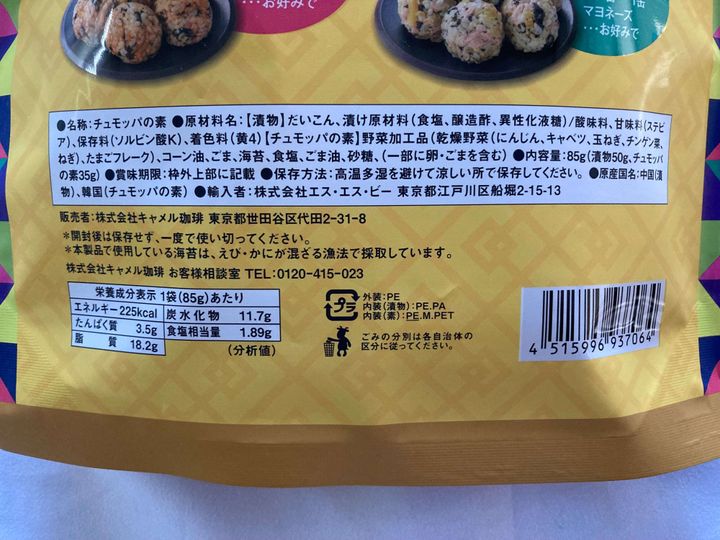 …お好みで
缶
マヨネーズ
…お好みで
●名称:チュモッパの素 ●原材料名:【漬物】だいこん、漬け原材料(食塩、醸造酢、異性化液糖)/酸味料、甘味料(ステビ
ア)、保存料(ソルビン酸K)、着色料(黄4)【チュモッパの素】野菜加工品(乾燥野菜(にんじん、キャベツ、玉ねぎ、チンゲン菜、
ねぎ)、たまごフレーク)、コーン油、ごま、海苔、食塩、ごま油、砂糖、(一部に卵・ごまを含む) ●内容量:85g(漬物50g、チュモッパ
の素35g) ●賞味期限:枠外上部に記載 ●保存方法:高温多湿を避けて涼しい所で保存してください。 ●原産国名:中国(漬
物)、韓国(チュモッパの素) ●輸入者:株式会社エス・エス・ビー 東京都江戸川区船堀2-15-13
販売者:株式会社キャメル珈琲 東京都世田谷区代田2-31-8
*開封後は保存せず、一度で使い切ってください。
*本製品で使用している海苔は、えび・かにが混ざる漁法で採取しています。
株式会社キャメル珈琲 お客様相談室 TEL:0120-415-023
栄養成分表示 1袋(85g)あたり
エネルギー 225kcal 炭水化物 11.7g
たんぱく質 3.5g 食塩相当量 1.89g
脂質 18.2g (分析値)
プラ
外装:PE
内装(漬物):PE.PA
内装(素):PE.M.PET
ごみの分別は各自治体の
区分に従ってください。
4 515996 937064